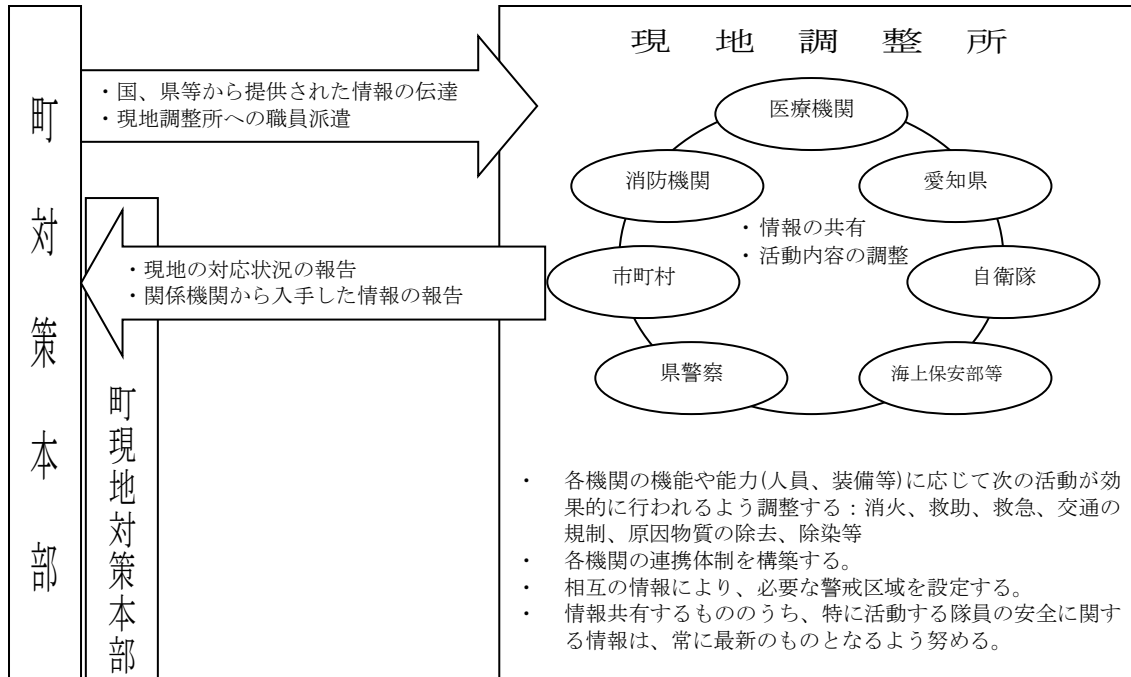 町対策本部
町現地対策本部
・国、県等から提供された情報の伝達
・現地調整所への職員派遣
・現地の対応状況の報告
・関係機関から入手した情報の報告
現地調整所
医療機関
消防機関
愛知県
・情報の共有
・活動内容の調整
市町村
自衛隊
県警察
海上保安部等
・ 各機関の機能や能力(人員、装備等)に応じて次の活動が効
果的に行われるよう調整する：消火、救助、救急、交通の
規制、原因物質の除去、除染等
・ 各機関の連携体制を構築する。
・ 相互の情報により、必要な警戒区域を設定する。
・ 情報共有するもののうち、特に活動する隊員の安全に関す
る情報は、常に最新のものとなるよう努める。